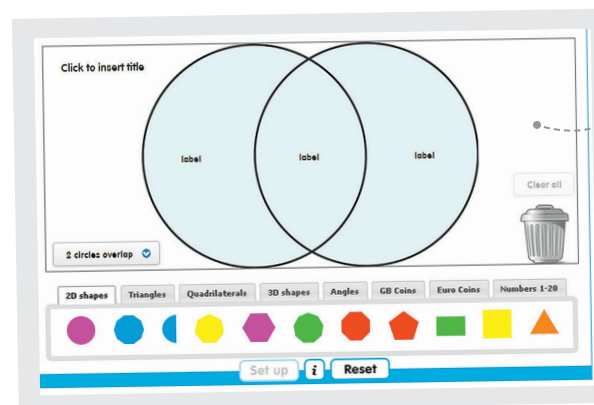 Click to insert title
label
label
label
Clear all
2 circles overlap
2D shapes
Triangles
Quadrilaterals
3D shapes
Angles
GB Coins
Euro Coins
Numbers 1-20
Set up
i
Reset